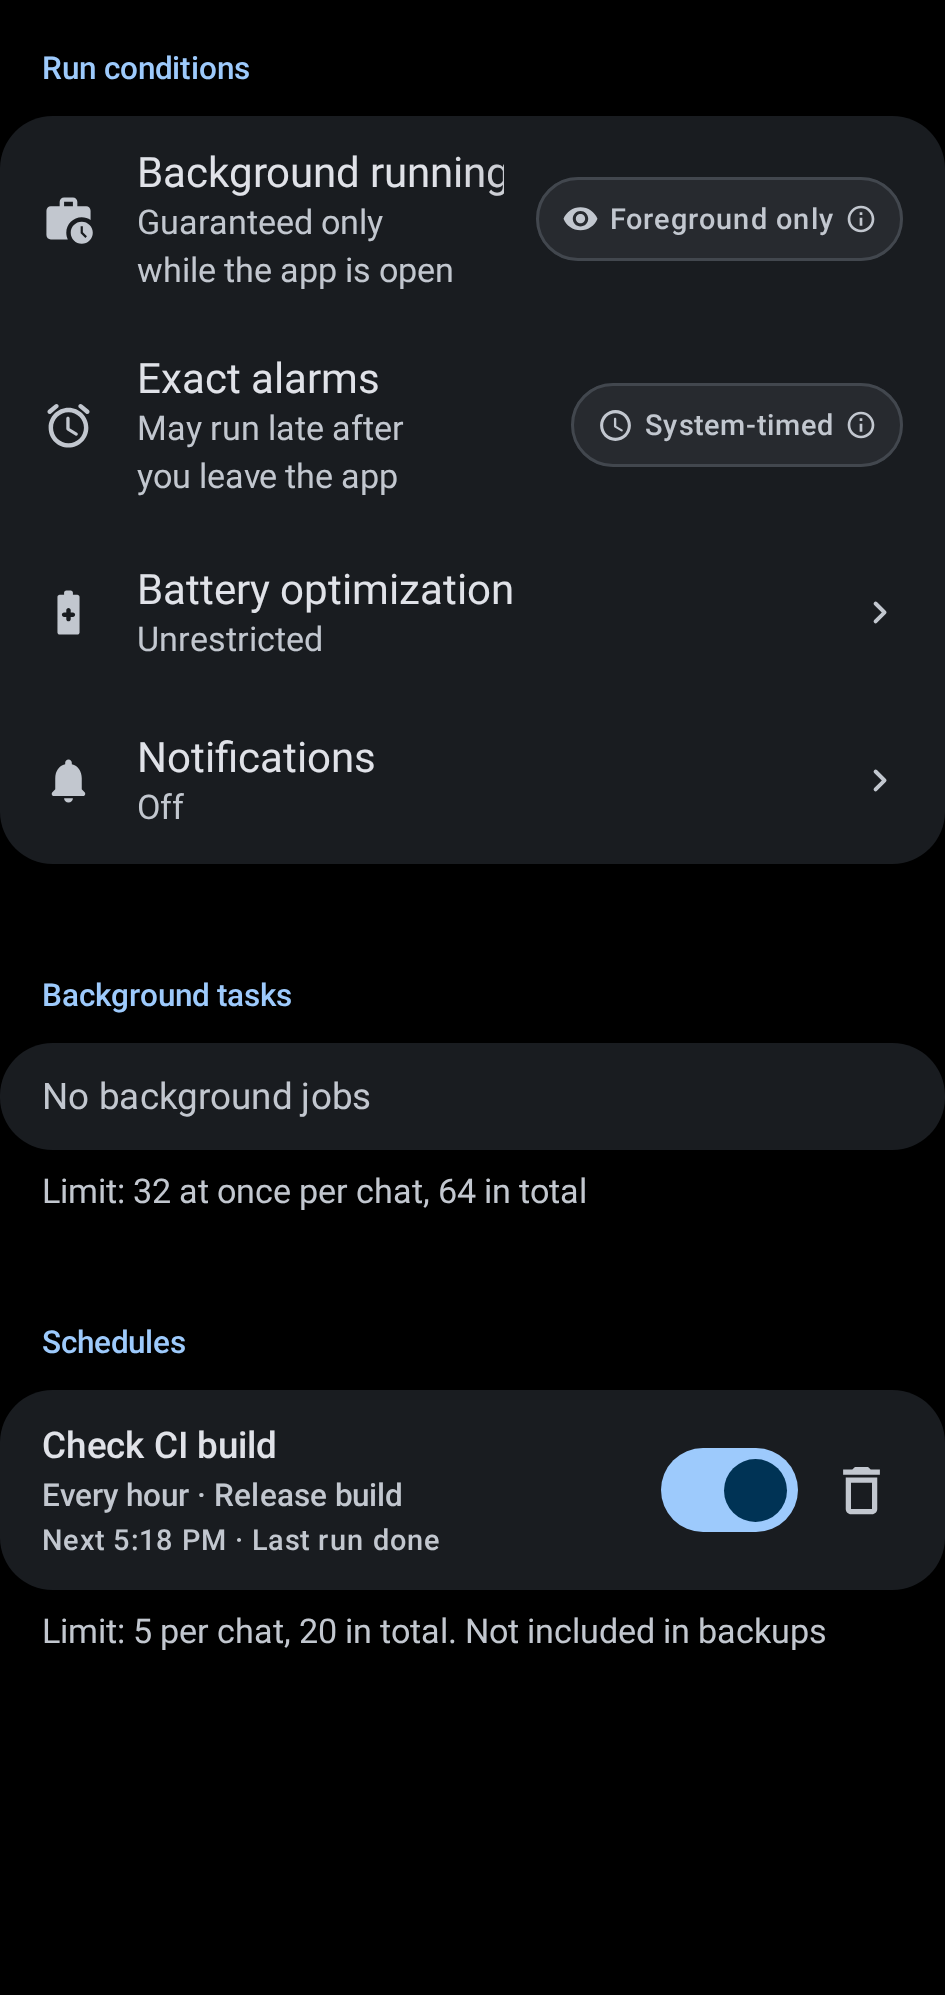 Run conditions
Background running
Guaranteed only
while the app is open
Foreground only
Exact alarms
May run late after
you leave the app
System-timed
Battery optimization
Unrestricted
Notifications
Off
Background tasks
No background jobs
Limit: 32 at once per chat, 64 in total
Schedules
Check CI build
Every hour · Release build
Next 5:18 PM · Last run done
Limit: 5 per chat, 20 in total. Not included in backups